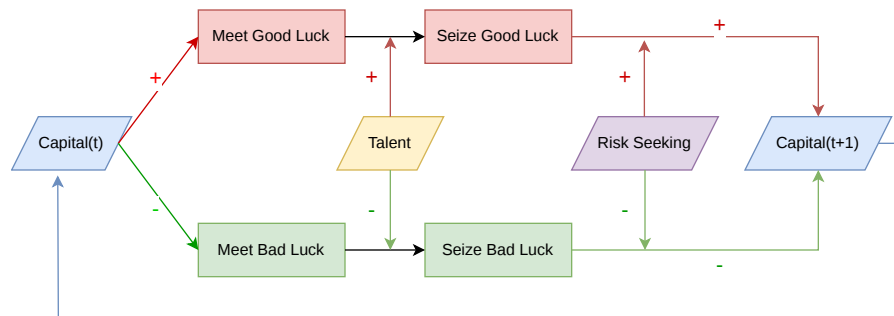 Meet Good Luck
Seize Good Luck
+
+
+
+
Capital(t)
Talent
Risk Seeking
Capital(t+1)
-
-
-
Meet Bad Luck
Seize Bad Luck
-